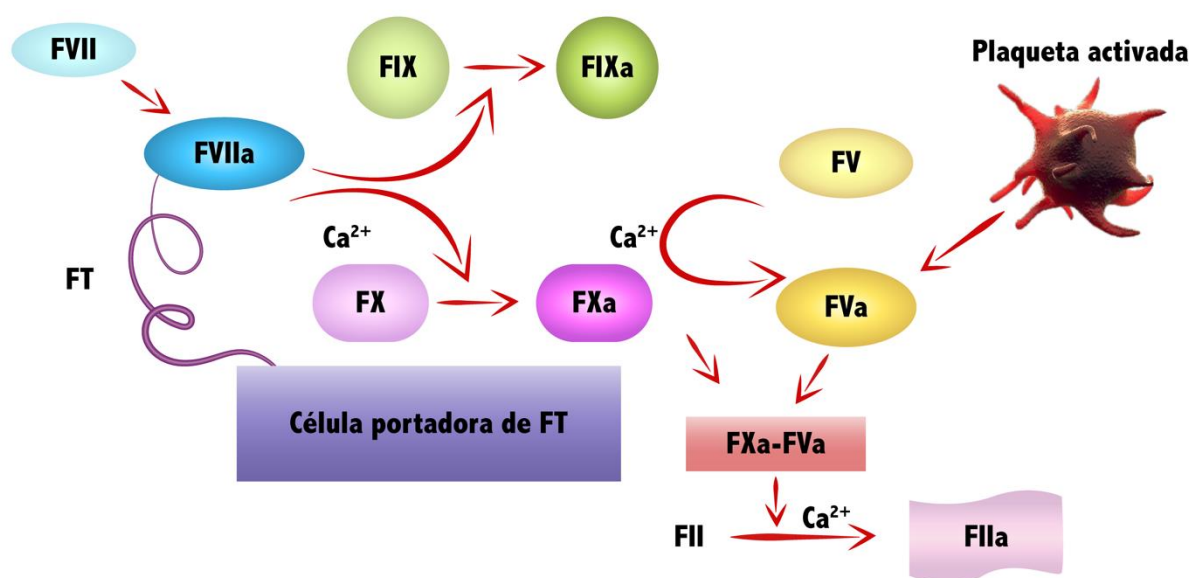 FVII
FIX
FIXa
Plaqueta activada
FVIIa
FV
Ca²⁺
Ca²⁺
FT
FX
FXa
FVa
Célula portadora de FT
FXa-FVa
FII
Ca²⁺
FIIa